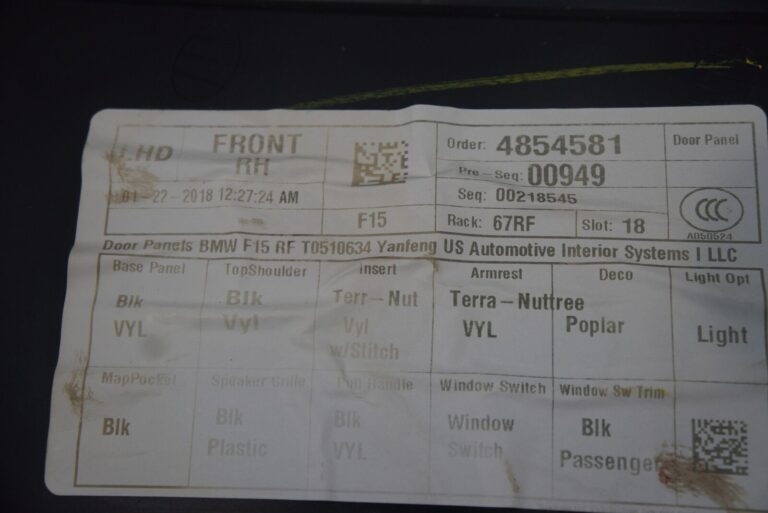 LHD
FRONT
RH
01-22-2018 12:27:24 AM
F15
Order: 4854581
Pre-Seq: 00949
Seq: 00218545
Rack: 67RF
Slot: 18
Door Panel
CCC
A050524
Door Panels BMW F15 RF T0510634 Yanfeng US Automotive Interior Systems I LLC
Base Panel
Blk
VYL
TopShoulder
Blk
Vyl
Insert
Terr-Nut
Vyl
w/Stitch
Armrest
Terra-Nuttree
VYL
Deco
Poplar
Light Opt
Light
MapPocket
Blk
Speaker Grille
Blk
Plastic
Pull Handle
Blk
VYL
Window Switch
Window
Switch
Window Sw Trim
Blk
Passenger